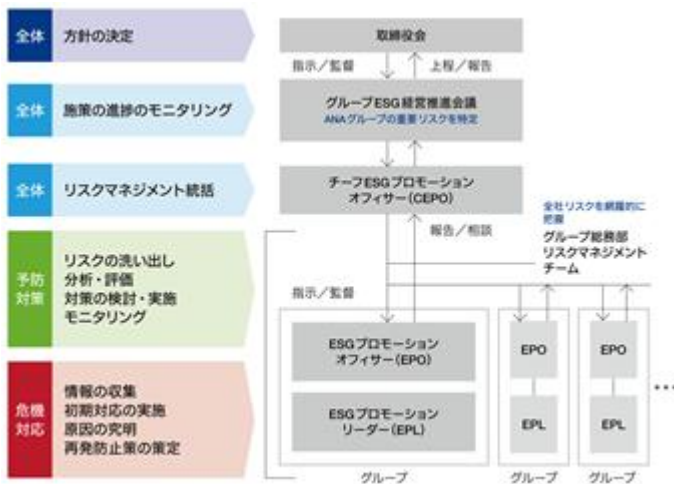 全体
方針の決定
取締役会
指示／監督
上程／報告
全体
施策の進捗のモニタリング
グループESG経営推進会議
ANAグループの重要リスクを特定
全体
リスクマネジメント統括
チーフESGプロモーション
オフィサー(CEPO)
報告／相談
全社リスクを網羅的に
把握
グループ総務部
リスクマネジメント
チーム
予防
対策
リスクの洗い出し
分析・評価
対策の検討・実施
モニタリング
指示／監督
ESGプロモーション
オフィサー(EPO)
EPO
EPO
危機
対応
情報の収集
初期対応の実施
原因の究明
再発防止策の策定
ESGプロモーション
リーダー(EPL)
EPL
EPL
…
グループ
グループ
グループ